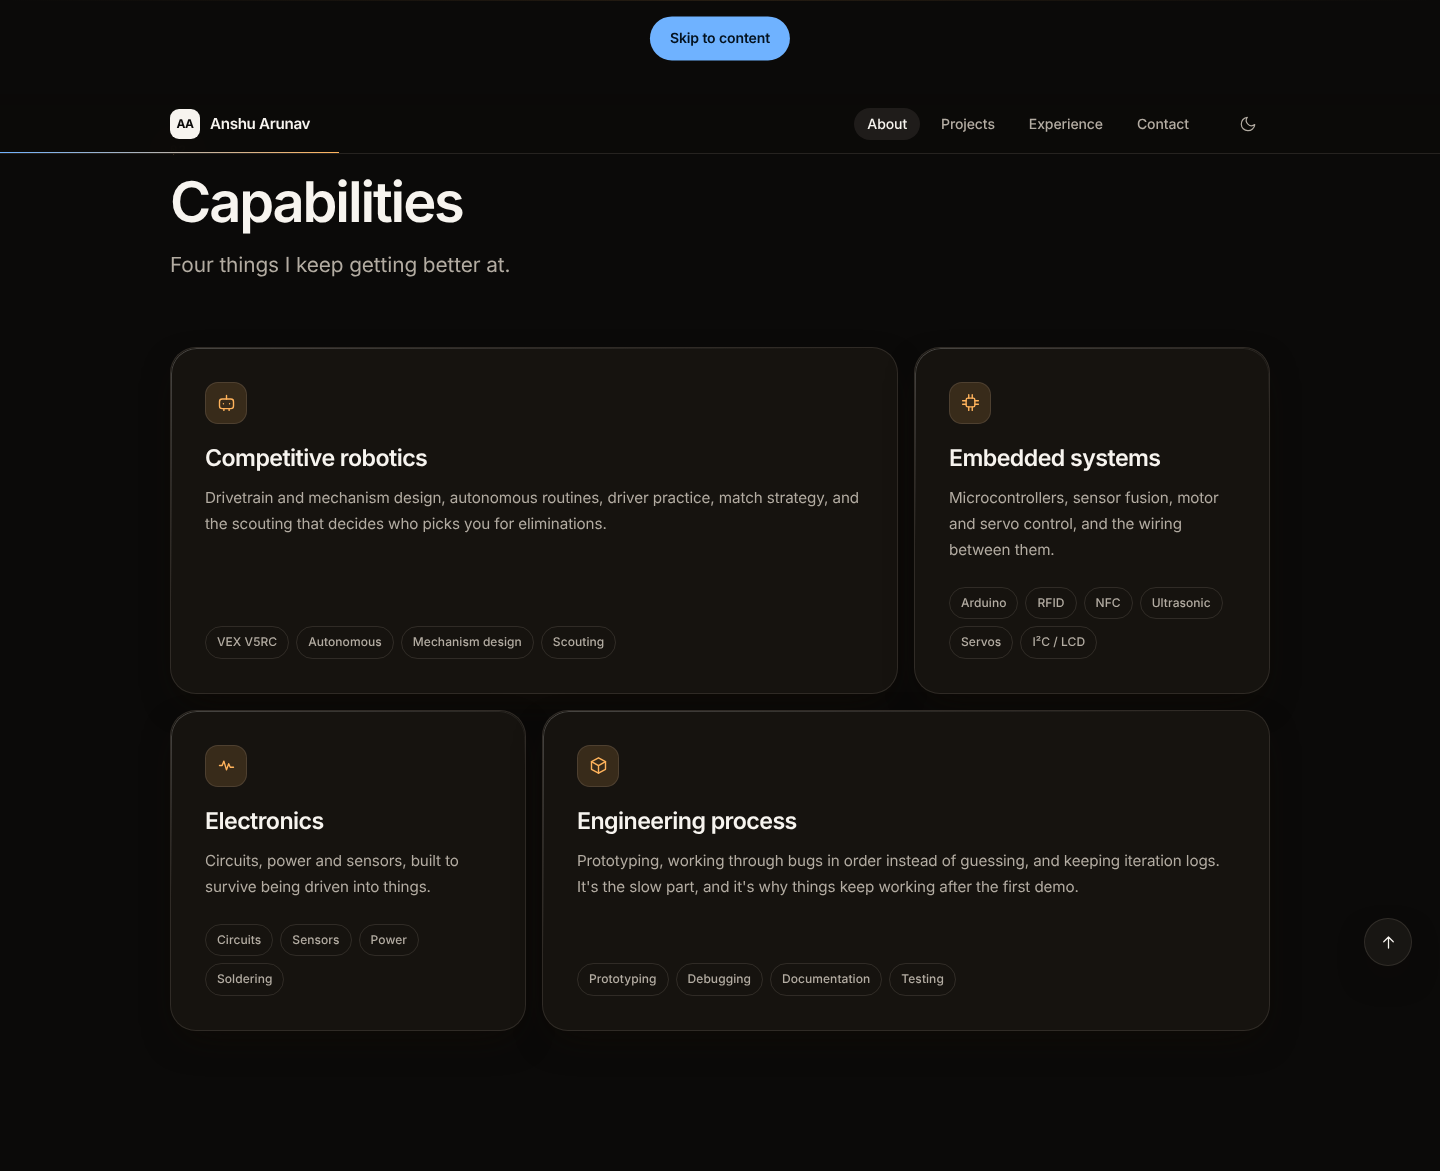 Skip to content
AA Anshu Arunav
About Projects Experience Contact
Capabilities
Four things I keep getting better at.
Competitive robotics
Drivetrain and mechanism design, autonomous routines, driver practice, match strategy, and
the scouting that decides who picks you for eliminations.
VEX V5RC Autonomous Mechanism design Scouting
Embedded systems
Microcontrollers, sensor fusion, motor
and servo control, and the wiring
between them.
Arduino RFID NFC Ultrasonic
Servos I²C / LCD
Electronics
Circuits, power and sensors, built to
survive being driven into things.
Circuits Sensors Power
Soldering
Engineering process
Prototyping, working through bugs in order instead of guessing, and keeping iteration logs.
It's the slow part, and it's why things keep working after the first demo.
Prototyping Debugging Documentation Testing